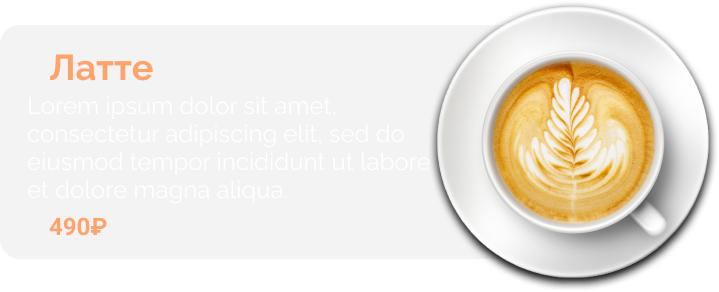 Латте
Lorem ipsum dolor sit amet,
consectetur adipiscing elit, sed do
eiusmod tempor incididunt ut labore
et dolore magna aliqua.
490₽